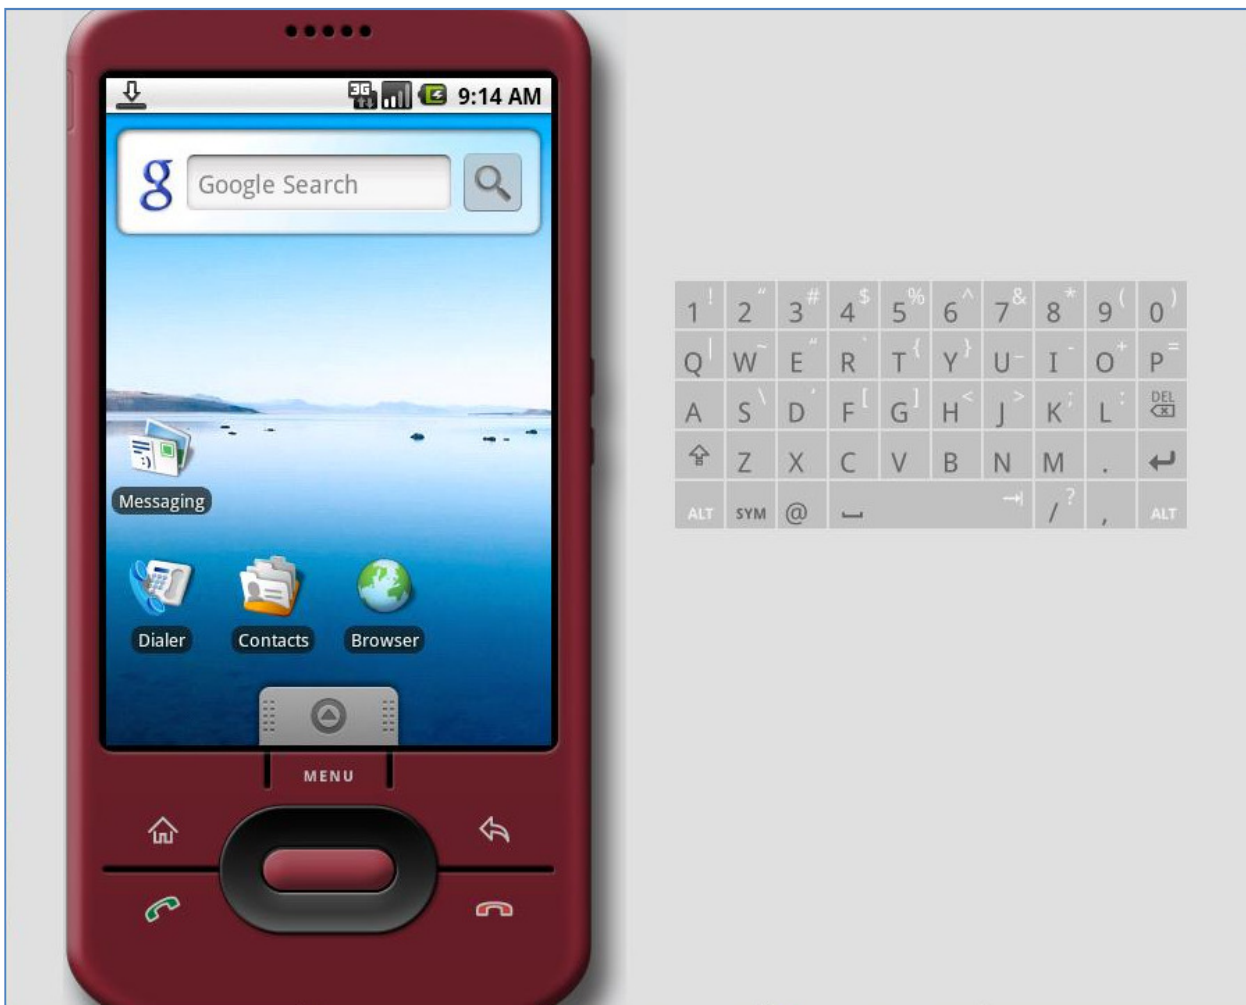 3G 9:14 AM
g Google Search
Messaging
Dialer Contacts Browser
MENU
1 ! 2 “ 3 # 4 $ 5 % 6 ^ 7 & 8 * 9 ( 0 )
Q | W ~ E “ R ` T { Y } U _ I - O + P =
A S \ D ´ F [ G ] H < J > K ; L : DEL
Z X C V B N M .
ALT SYM @ / ? , ALT